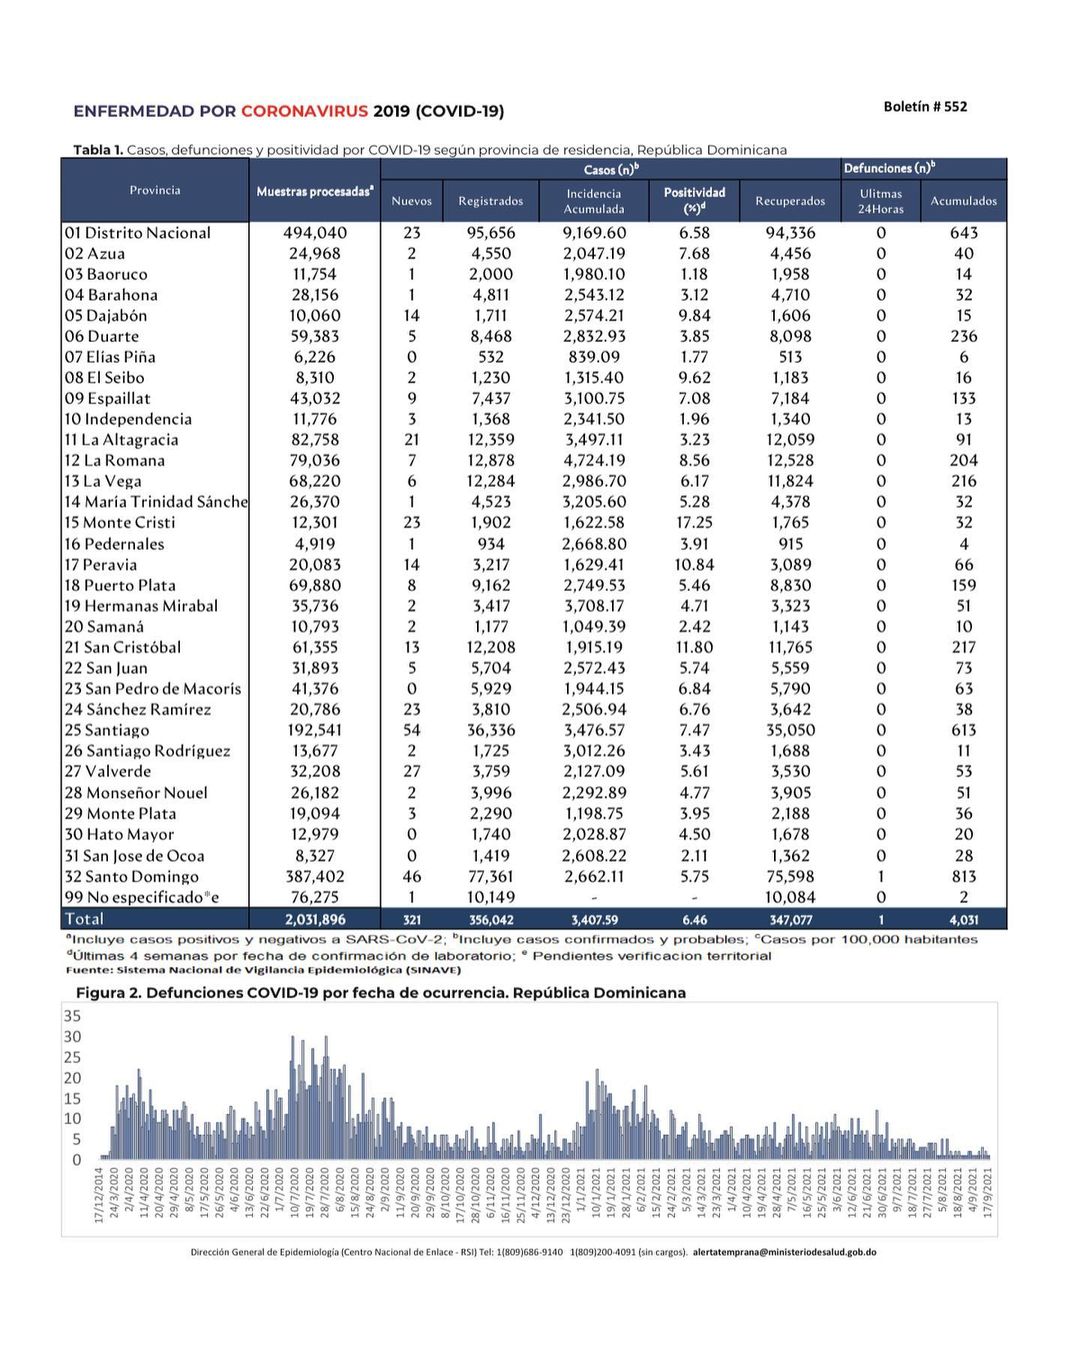 ENFERMEDAD POR CORONAVIRUS 2019 (COVID-19)
Boletín # 552
Tabla 1. Casos, defunciones y positividad por COVID-19 según provincia de residencia, República Dominicana
Provincia Muestras procesadasᵃ Casos (n)ᵇ Defunciones (n)ᵇ
Nuevos Registrados Incidencia Acumulada Positividad (%)ᵈ Recuperados Ulitmas 24Horas Acumulados
01 Distrito Nacional 494,040 23 95,656 9,169.60 6.58 94,336 0 643
02 Azua 24,968 2 4,550 2,047.19 7.68 4,456 0 40
03 Baoruco 11,754 1 2,000 1,980.10 1.18 1,958 0 14
04 Barahona 28,156 1 4,811 2,543.12 3.12 4,710 0 32
05 Dajabón 10,060 14 1,711 2,574.21 9.84 1,606 0 15
06 Duarte 59,383 5 8,468 2,832.93 3.85 8,098 0 236
07 Elías Piña 6,226 0 532 839.09 1.77 513 0 6
08 El Seibo 8,310 2 1,230 1,315.40 9.62 1,183 0 16
09 Espaillat 43,032 9 7,437 3,100.75 7.08 7,184 0 133
10 Independencia 11,776 3 1,368 2,341.50 1.96 1,340 0 13
11 La Altagracia 82,758 21 12,359 3,497.11 3.23 12,059 0 91
12 La Romana 79,036 7 12,878 4,724.19 8.56 12,528 0 204
13 La Vega 68,220 6 12,284 2,986.70 6.17 11,824 0 216
14 María Trinidad Sánche 26,370 1 4,523 3,205.60 5.28 4,378 0 32
15 Monte Cristi 12,301 23 1,902 1,622.58 17.25 1,765 0 32
16 Pedernales 4,919 1 934 2,668.80 3.91 915 0 4
17 Peravia 20,083 14 3,217 1,629.41 10.84 3,089 0 66
18 Puerto Plata 69,880 8 9,162 2,749.53 5.46 8,830 0 159
19 Hermanas Mirabal 35,736 2 3,417 3,708.17 4.71 3,323 0 51
20 Samaná 10,793 2 1,177 1,049.39 2.42 1,143 0 10
21 San Cristóbal 61,355 13 12,208 1,915.19 11.80 11,765 0 217
22 San Juan 31,893 5 5,704 2,572.43 5.74 5,559 0 73
23 San Pedro de Macorís 41,376 0 5,929 1,944.15 6.84 5,790 0 63
24 Sánchez Ramírez 20,786 23 3,810 2,506.94 6.76 3,642 0 38
25 Santiago 192,541 54 36,336 3,476.57 7.47 35,050 0 613
26 Santiago Rodríguez 13,677 2 1,725 3,012.26 3.43 1,688 0 11
27 Valverde 32,208 27 3,759 2,127.09 5.61 3,530 0 53
28 Monseñor Nouel 26,182 2 3,996 2,292.89 4.77 3,905 0 51
29 Monte Plata 19,094 3 2,290 1,198.75 3.95 2,188 0 36
30 Hato Mayor 12,979 0 1,740 2,028.87 4.50 1,678 0 20
31 San Jose de Ocoa 8,327 0 1,419 2,608.22 2.11 1,362 0 28
32 Santo Domingo 387,402 46 77,361 2,662.11 5.75 75,598 1 813
99 No especificado*e 76,275 1 10,149 - - 10,084 0 2
Total 2,031,896 321 356,042 3,407.59 6.46 347,077 1 4,031
ᵃIncluye casos positivos y negativos a SARS-CoV-2; ᵇIncluye casos confirmados y probables; ᶜCasos por 100,000 habitantes
ᵈÚltimas 4 semanas por fecha de confirmación de laboratorio; ᵉ Pendientes verificacion territorial
Fuente: Sistema Nacional de Vigilancia Epidemiológica (SINAVE)
Figura 2. Defunciones COVID-19 por fecha de ocurrencia. República Dominicana
35
30
25
20
15
10
5
0
17/12/2014 24/3/2020 2/4/2020 11/4/2020 20/4/2020 29/4/2020 8/5/2020 17/5/2020 26/5/2020 4/6/2020 13/6/2020 22/6/2020 1/7/2020 10/7/2020 19/7/2020 28/7/2020 6/8/2020 15/8/2020 24/8/2020 2/9/2020 11/9/2020 20/9/2020 29/9/2020 8/10/2020 17/10/2020 28/10/2020 6/11/2020 16/11/2020 25/11/2020 4/12/2020 13/12/2020 23/12/2020 1/1/2021 10/1/2021 19/1/2021 28/1/2021 6/2/2021 15/2/2021 24/2/2021 5/3/2021 14/3/2021 23/3/2021 1/4/2021 10/4/2021 19/4/2021 28/4/2021 7/5/2021 16/5/2021 25/5/2021 3/6/2021 12/6/2021 21/6/2021 30/6/2021 9/7/2021 18/7/2021 27/7/2021 5/8/2021 18/8/2021 4/9/2021 17/9/2021
Dirección General de Epidemiología (Centro Nacional de Enlace - RSI) Tel: 1(809)686-9140 1(809)200-4091 (sin cargos). alertatemprana@ministeriodesalud.gob.do